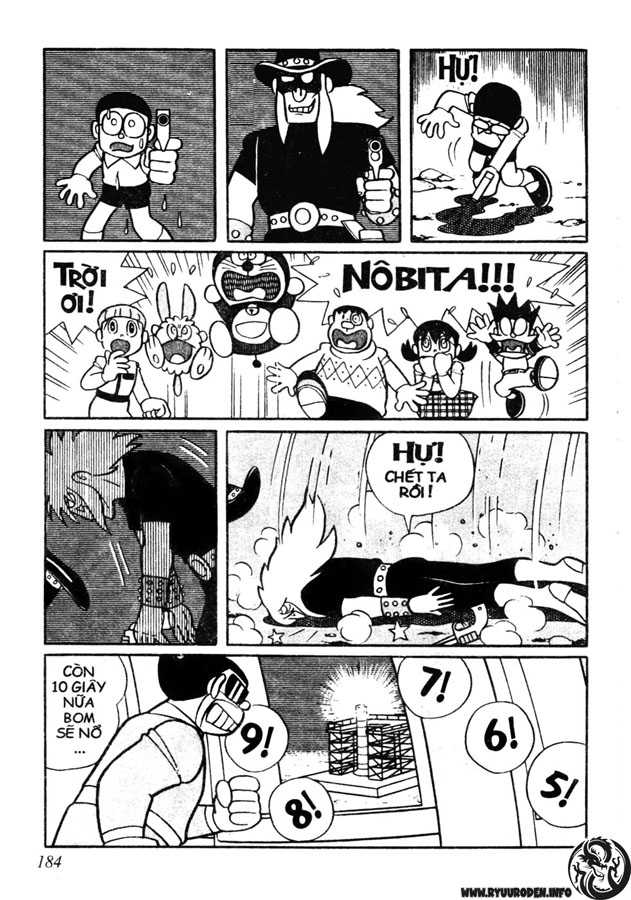 HỰ!
TRỜI
ƠI!
NÔBITA!!!
HỰ!
CHẾT TA
RỒI!
CÒN
10 GIÂY
NỮA
BOM
SẼ NỔ
...
9!
8!
7!
6!
5!
184
WWW.RYUURODEN.INFO